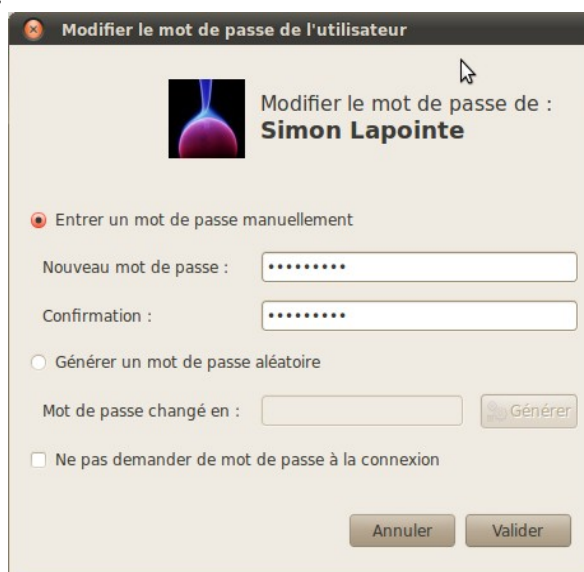 Modifier le mot de passe de l'utilisateur
Modifier le mot de passe de :
Simon Lapointe
Entrer un mot de passe manuellement
Nouveau mot de passe : •••••••••
Confirmation : •••••••••
Générer un mot de passe aléatoire
Mot de passe changé en : Générer
Ne pas demander de mot de passe à la connexion
Annuler Valider